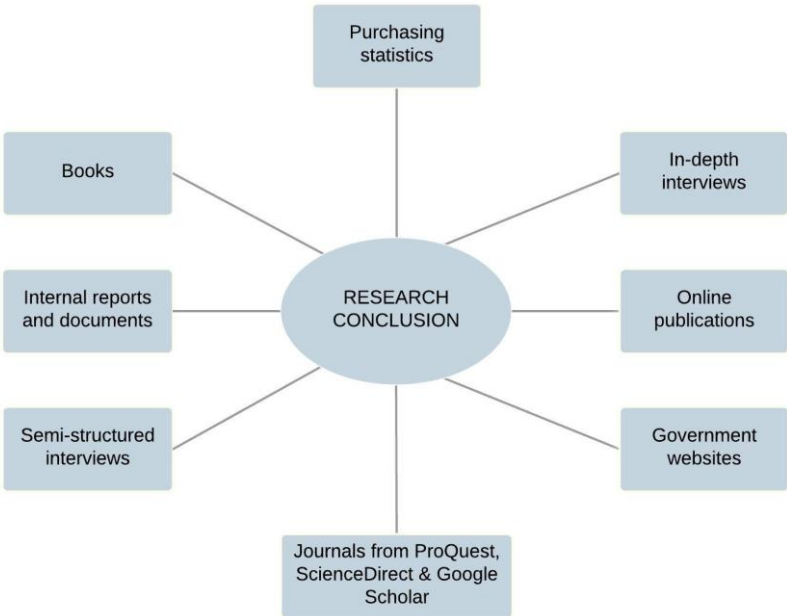 Purchasing
statistics
Books
In-depth
interviews
Internal reports
and documents
RESEARCH
CONCLUSION
Online
publications
Semi-structured
interviews
Government
websites
Journals from ProQuest,
ScienceDirect & Google
Scholar